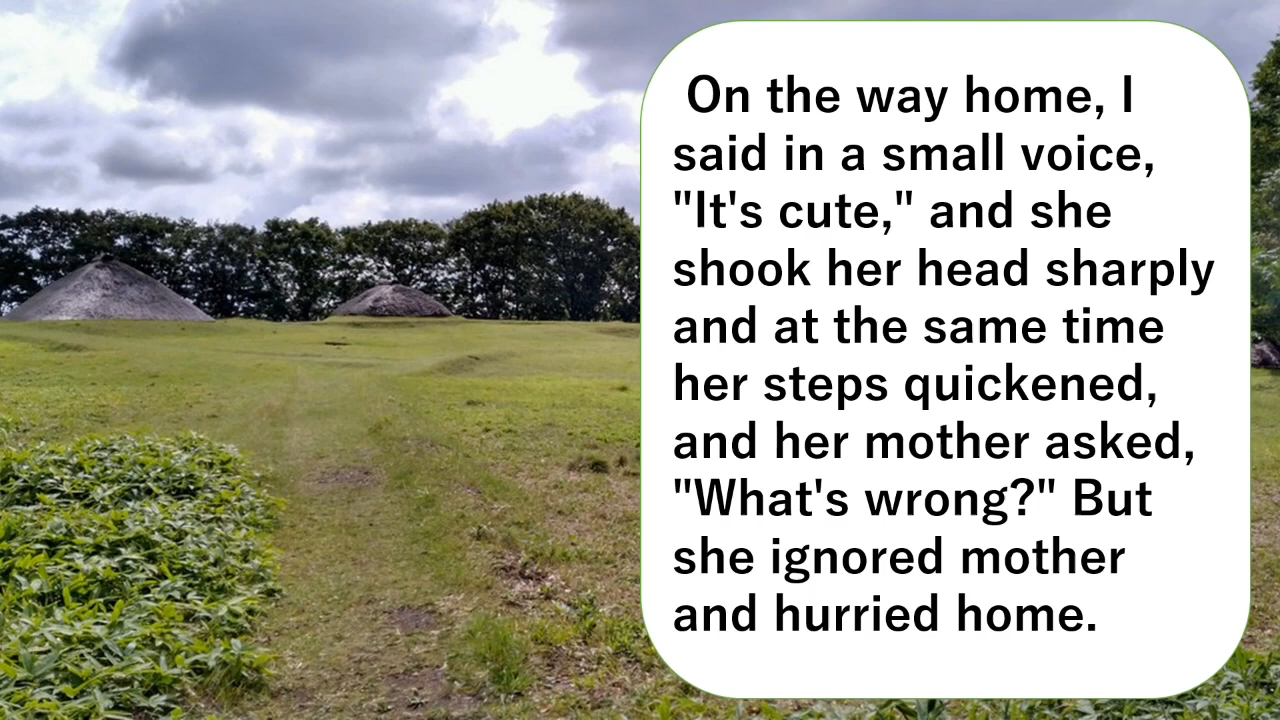 On the way home, I
said in a small voice,
"It's cute," and she
shook her head sharply
and at the same time
her steps quickened,
and her mother asked,
"What's wrong?" But
she ignored mother
and hurried home.